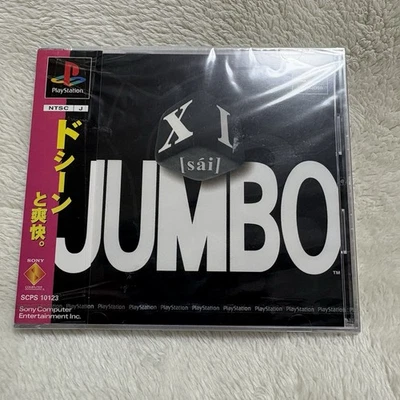 PlayStation
NTSC J
ドシーン
と爽快。
SONY
SCPS 10123
Sony Computer
Entertainment Inc.
XI
[sái]
JUMBO
TM
PlayStation PlayStation PlayStation PlayStation PlayStation PlayStation PlayStation